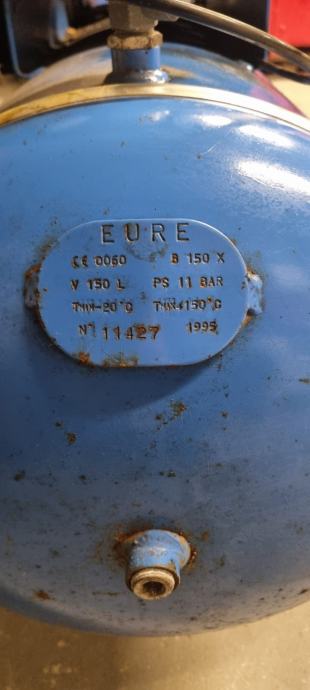 EURE
CE 0060 B 150 X
V 150 L PS 11 BAR
TMIN-20°C TMAX+150°C
N° 11427 1995